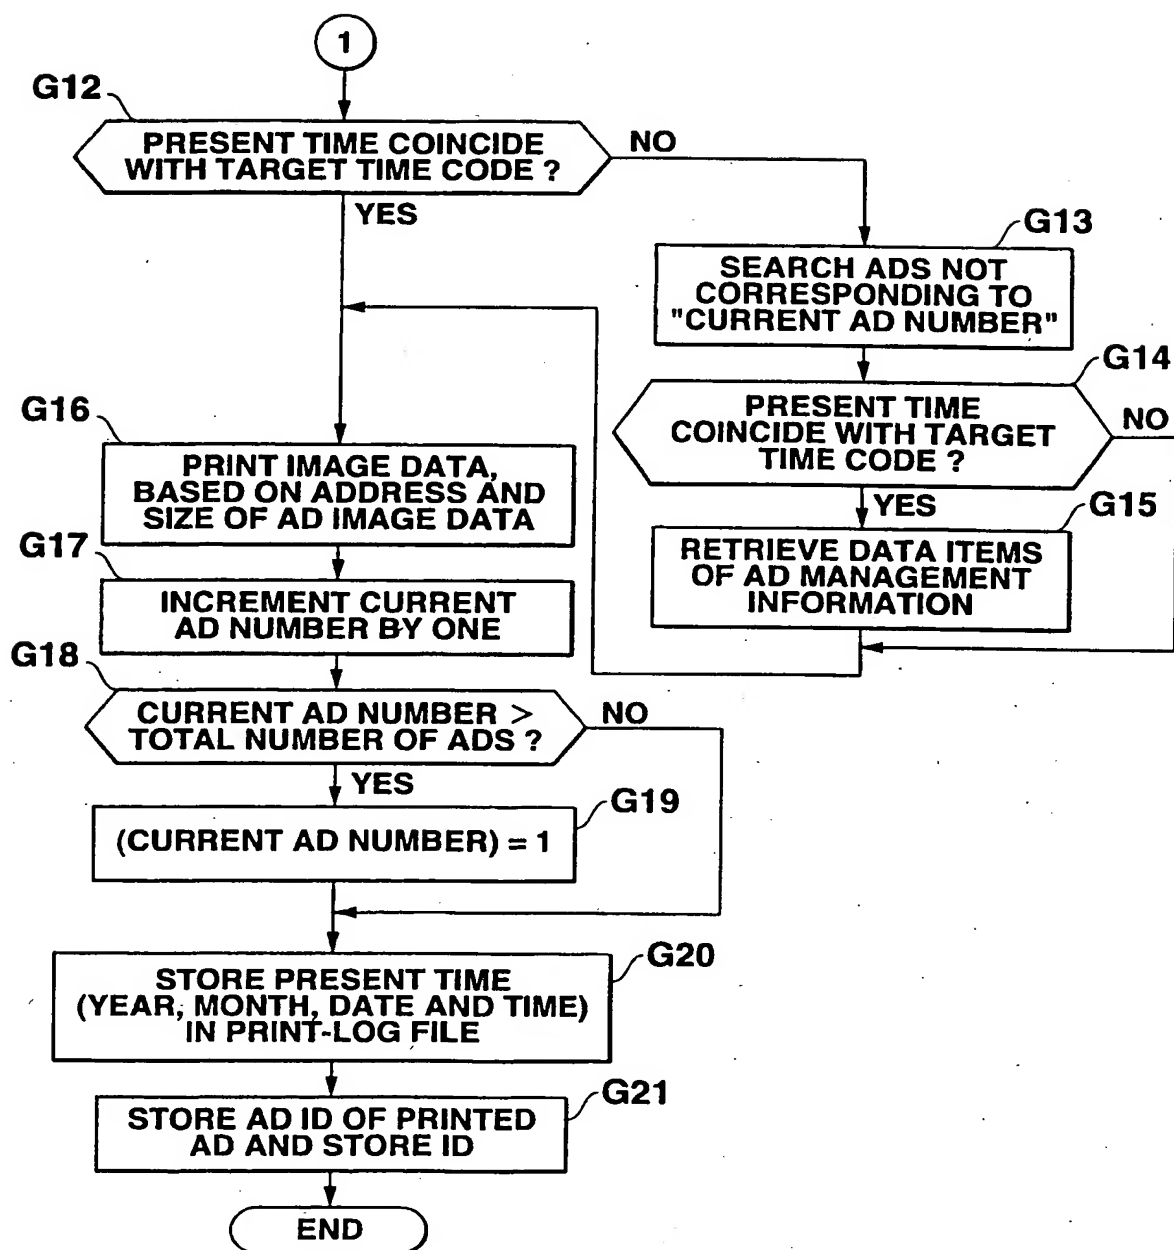 1
G12
PRESENT TIME COINCIDE
WITH TARGET TIME CODE ?
NO
YES
G13
SEARCH ADS NOT
CORRESPONDING TO
"CURRENT AD NUMBER"
G14
PRESENT TIME
COINCIDE WITH TARGET
TIME CODE ?
NO
YES
G15
RETRIEVE DATA ITEMS
OF AD MANAGEMENT
INFORMATION
G16
PRINT IMAGE DATA,
BASED ON ADDRESS AND
SIZE OF AD IMAGE DATA
G17
INCREMENT CURRENT
AD NUMBER BY ONE
G18
CURRENT AD NUMBER >
TOTAL NUMBER OF ADS ?
NO
YES
G19
(CURRENT AD NUMBER) = 1
G20
STORE PRESENT TIME
(YEAR, MONTH, DATE AND TIME)
IN PRINT-LOG FILE
G21
STORE AD ID OF PRINTED
AD AND STORE ID
END